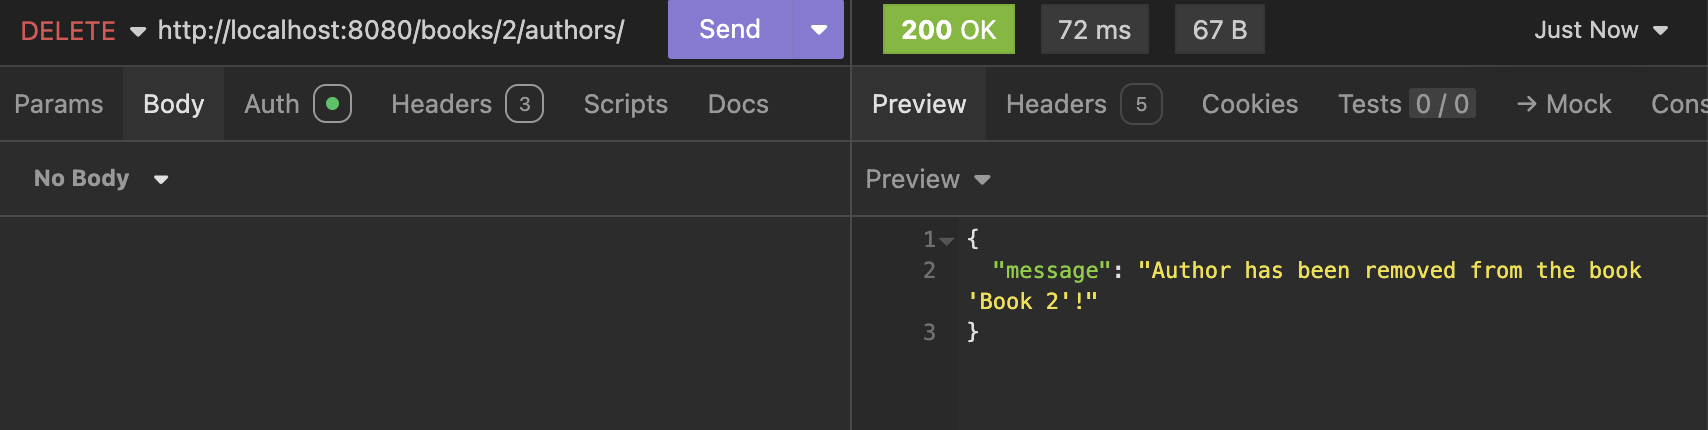 DELETE http://localhost:8080/books/2/authors/ Send 200 OK 72 ms 67 B Just Now
Params Body Auth Headers 3 Scripts Docs Preview Headers 5 Cookies Tests 0 / 0 → Mock Cons
No Body Preview
1 {
2 "message": "Author has been removed from the book
'Book 2'!"
3 }